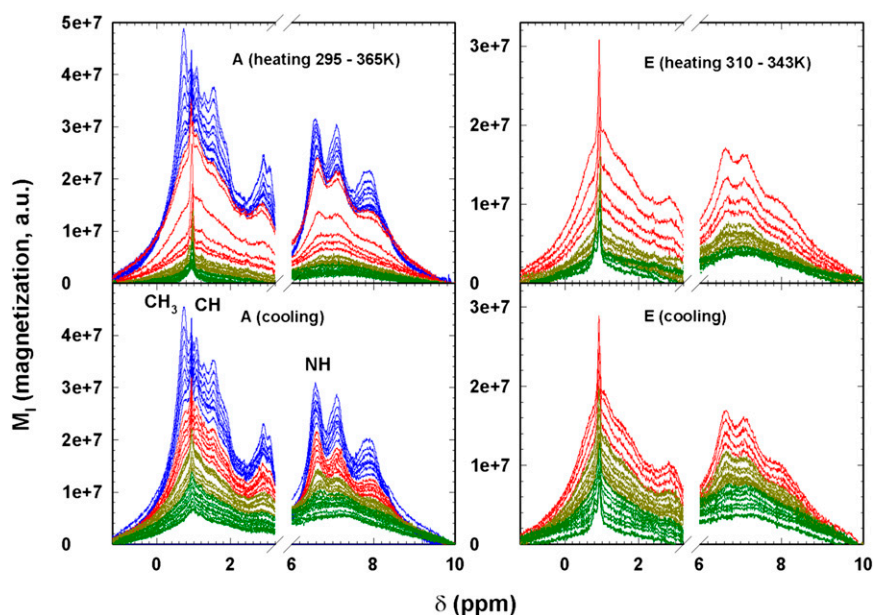 5e+7
4e+7
3e+7
2e+7
1e+7
0
A (heating 295 - 365K)
3e+7
2e+7
1e+7
0
E (heating 310 - 343K)
M_I (magnetization, a.u.)
4e+7
3e+7
2e+7
1e+7
0
CH₃ CH
A (cooling)
NH
3e+7
2e+7
1e+7
0
E (cooling)
0 2 6 8 10
0 2 6 8 10
δ (ppm)